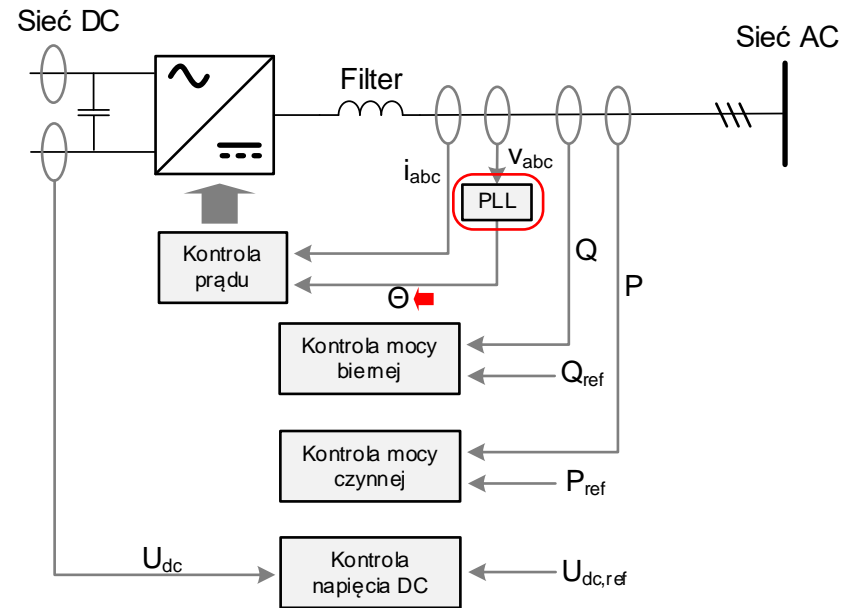 Sieć DC
Sieć AC
Filter
i_abc
v_abc
PLL
Kontrola
prądu
Θ
Q
P
Kontrola mocy
biernej
Q_ref
Kontrola mocy
czynnej
P_ref
U_dc
Kontrola
napięcia DC
U_dc,ref